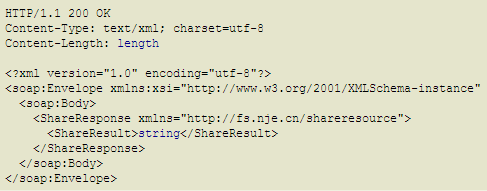 HTTP/1.1 200 OK
Content-Type: text/xml; charset=utf-8
Content-Length: length
<?xml version="1.0" encoding="utf-8"?>
<soap:Envelope xmlns:xsi="http://www.w3.org/2001/XMLSchema-instance"
<soap:Body>
<ShareResponse xmlns="http://fs.nje.cn/shareresource">
<ShareResult>string</ShareResult>
</ShareResponse>
</soap:Body>
</soap:Envelope>